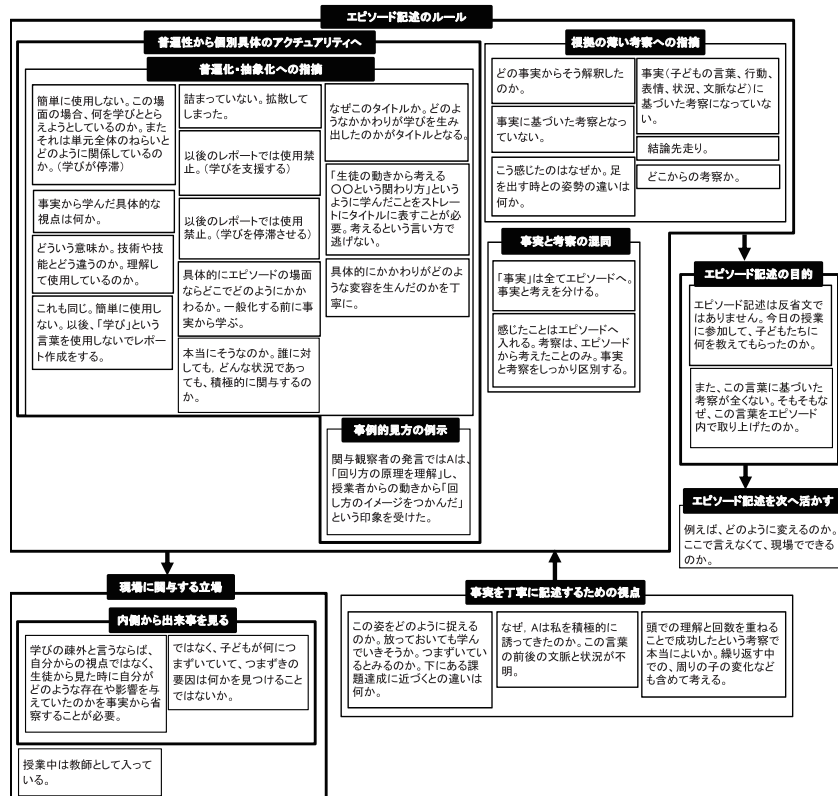 エピソード記述のルール
普遍性から個別具体のアクチュアリティへ
普遍化・抽象化への指摘
簡単に使用しない。この場
面の場合、何を学びととら
えようとしているのか。また
それは単元全体のねらいと
どのように関係しているの
か。(学びが停滞)
事実から学んだ具体的な
視点は何か。
どういう意味か。技術や技
能とどう違うのか。理解し
て使用しているのか。
これも同じ。簡単に使用し
ない。以後、「学び」という
言葉を使用しないでレポー
ト作成をする。
詰まっていない。拡散して
しまった。
以後のレポートでは使用禁
止。(学びを支援する)
以後のレポートでは使用
禁止。(学びを停滞させる)
具体的にエピソードの場面
ならどこでどのようにかか
わるか。一般化する前に事
実から学ぶ。
本当にそうなのか。誰に対
しても、どんな状況であっ
ても、積極的に関与するの
か。
なぜこのタイトルか。どのよ
うなかかわりが学びを生み
出したのかがタイトルとなる。
「生徒の動きから考える
〇〇という関わり方」という
ように学んだことをストレー
トにタイトルに表すことが必
要。考えるという言い方で
逃げない。
具体的にかかわりがどのよ
うな変容を生んだのかを丁
寧に。
事例的見方の例示
関与観察者の発言ではAは、
「回り方の原理を理解」し、
授業者からの動きから「回
し方のイメージをつかんだ」
という印象を受けた。
根拠の薄い考察への指摘
どの事実からそう解釈した
のか。
事実に基づいた考察となっ
ていない。
こう感じたのはなぜか。足
を出す時との姿勢の違いは
何か。
事実(子どもの言葉、行動、
表情、状況、文脈など)に
基づいた考察になっていな
い。
結論先走り。
どこからの考察か。
事実と考察の混同
「事実」は全てエピソードへ。
事実と考えを分ける。
感じたことはエピソードへ
入れる。考察は、エピソード
から考えたことのみ。事実
と考察をしっかり区別する。
エピソード記述の目的
エピソード記述は反省文で
はありません。今日の授業
に参加して、子どもたちに
何を教えてもらったのか。
また、この言葉に基づいた
考察が全くない。そもそもな
ぜ、この言葉をエピソード
内で取り上げたのか。
エピソード記述を次へ活かす
例えば、どのように変えるのか。
ここで言えなくて、現場でできる
のか。
現場に関与する立場
内側から出来事を見る
学びの疎外と言うならば、
自分からの視点ではなく、
生徒から見た時に自分が
どのような存在や影響を与
えていたのかを事実から省
察することが必要。
ではなく、子どもが何につ
まずいていて、つまずきの
要因は何かを見つけること
ではないか。
授業中は教師として入って
いる。
事実を丁寧に記述するための視点
この姿をどのように捉える
のか。放っておいても学ん
でいきそうか。つまずいてい
るとみるのか。下にある課
題達成に近づくとの違いは
何か。
なぜ、Aは私を積極的に
誘ってきたのか。この言葉
の前後の文脈と状況が不
明。
頭での理解と回数を重ねる
ことで成功したという考察で
本当によいか。繰り返す中
での、周りの子の変化など
も含めて考える。